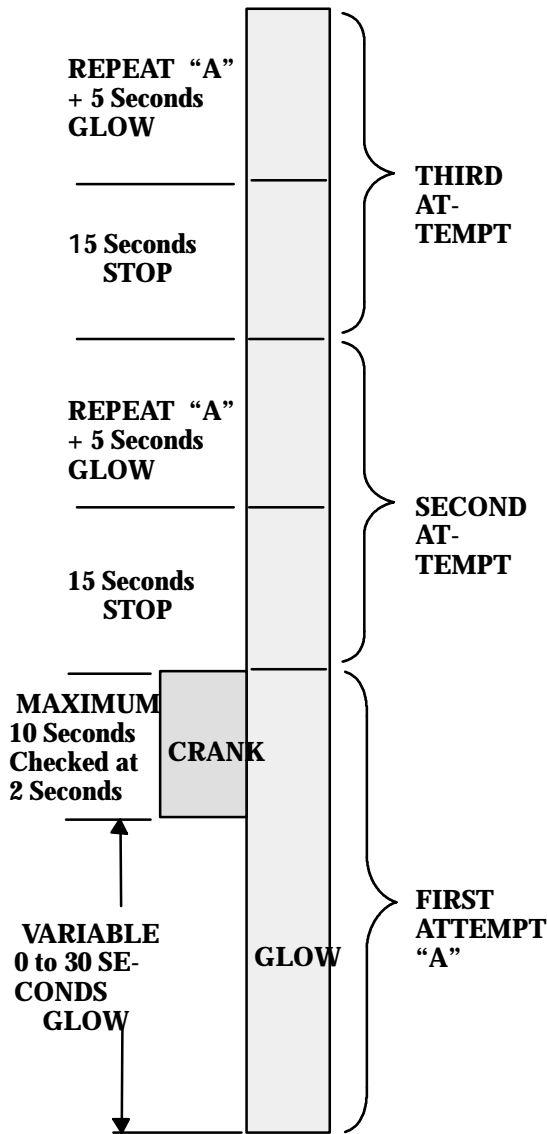 REPEAT “A”
+ 5 Seconds
GLOW
THIRD
AT-
TEMPT
15 Seconds
STOP
REPEAT “A”
+ 5 Seconds
GLOW
SECOND
AT-
TEMPT
15 Seconds
STOP
MAXIMUM
10 Seconds
Checked at
2 Seconds
CRANK
FIRST
ATTEMPT
“A”
VARIABLE
0 to 30 SE-
CONDS
GLOW
GLOW